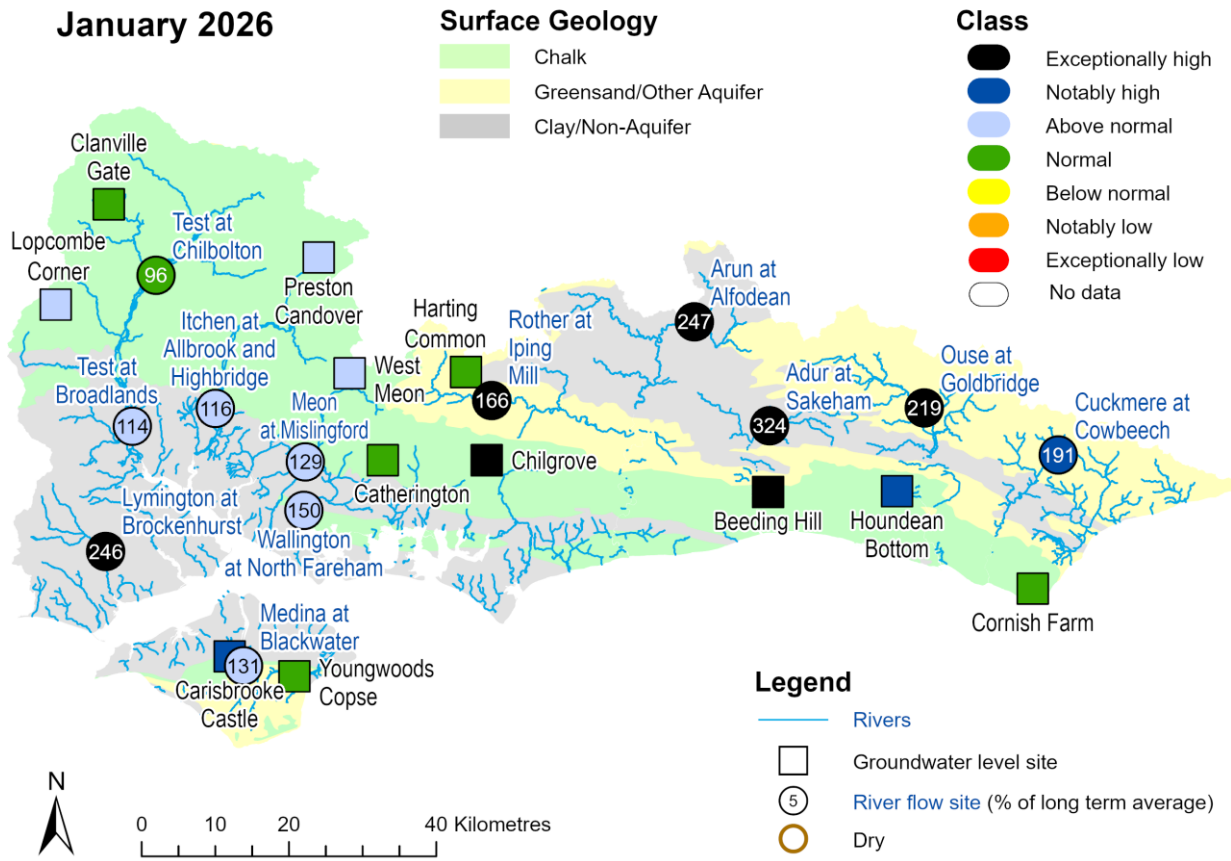 January 2026
Surface Geology
Chalk
Greensand/Other Aquifer
Clay/Non-Aquifer
Class
Exceptionally high
Notably high
Above normal
Normal
Below normal
Notably low
Exceptionally low
No data
Clanville
Gate
Lopcombe
Corner
Test at
Chilbolton
96
Preston
Candover
Itchen at
Allbrook and
Highbridge
116
Test at
Broadlands
114
West
Meon
Harting
Common
Rother at
Iping
Mill
166
Arun at
Alfodean
247
Adur at
Sakeham
324
Ouse at
Goldbridge
219
Cuckmere at
Cowbeech
191
Meon
at Mislingford
129
Catherington
Chilgrove
Beeding Hill
Houndean
Bottom
Cornish Farm
150
Wallington
at North Fareham
Lymington at
Brockenhurst
246
Medina at
Blackwater
131
Carisbrooke
Castle
Youngwoods
Copse
Legend
Rivers
Groundwater level site
5
River flow site (% of long term average)
Dry
N
0 10 20 40 Kilometres